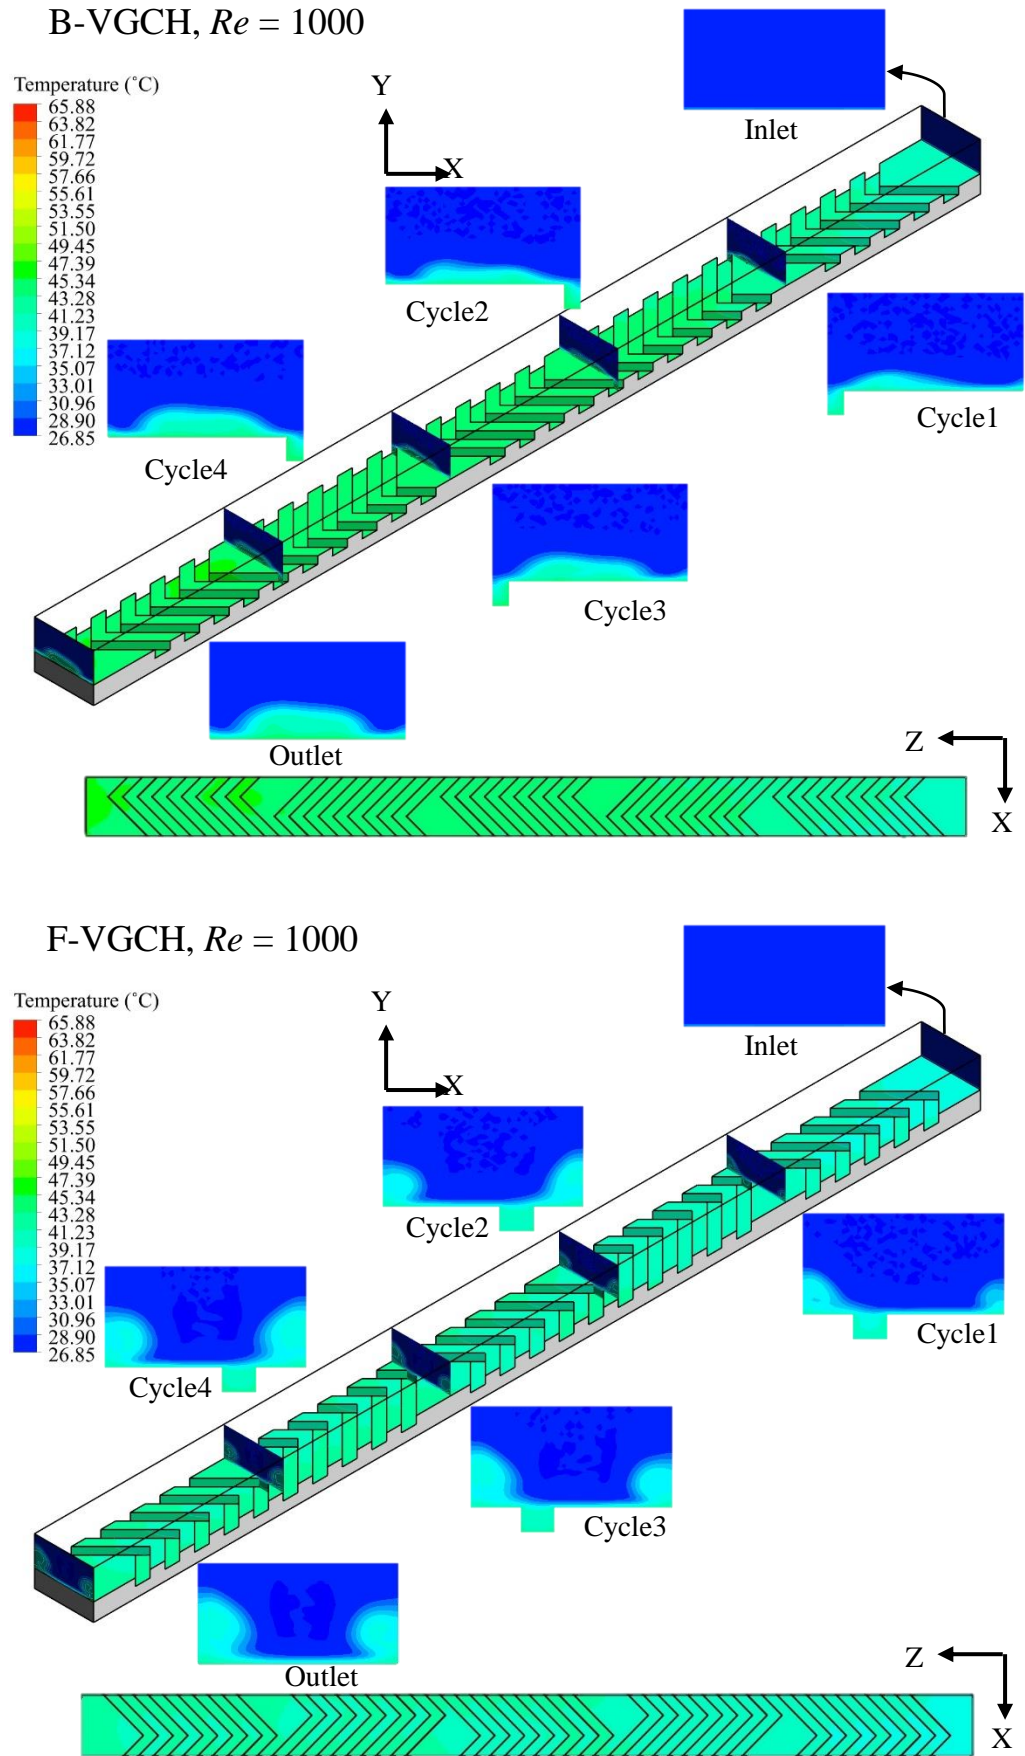 B-VGCH, Re = 1000
Temperature (˚C)
65.88
63.82
61.77
59.72
57.66
55.61
53.55
51.50
49.45
47.39
45.34
43.28
41.23
39.17
37.12
35.07
33.01
30.96
28.90
26.85
Y
X
Inlet
Cycle2
Cycle1
Cycle4
Cycle3
Outlet
Z
X
F-VGCH, Re = 1000
Temperature (˚C)
65.88
63.82
61.77
59.72
57.66
55.61
53.55
51.50
49.45
47.39
45.34
43.28
41.23
39.17
37.12
35.07
33.01
30.96
28.90
26.85
Y
X
Inlet
Cycle2
Cycle1
Cycle4
Cycle3
Outlet
Z
X